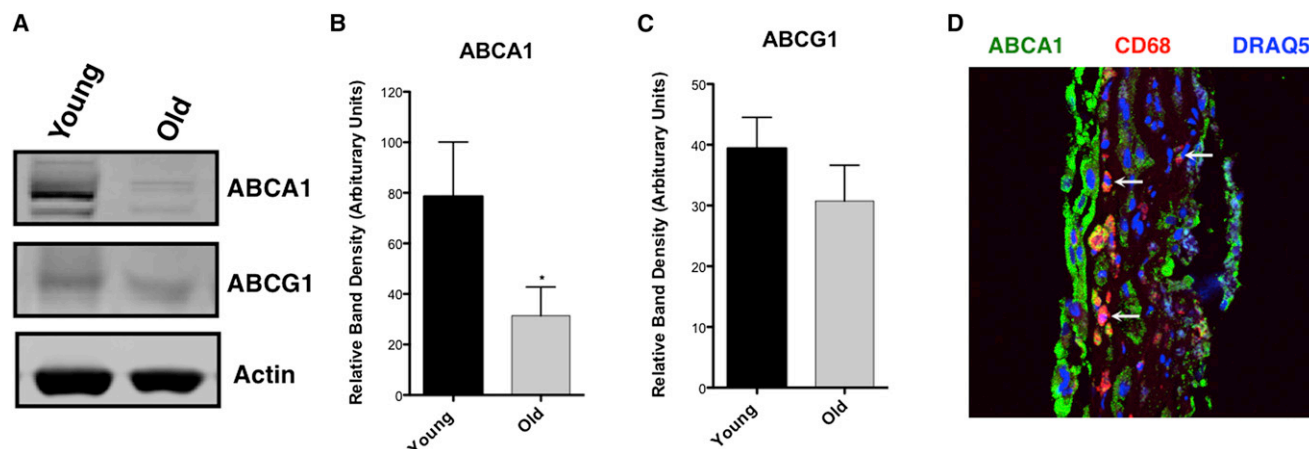 A
Young
Old
ABCA1
ABCG1
Actin
B
ABCA1
Relative Band Density (Arbiturary Units)
120
100
80
60
40
20
0
*
Young
Old
C
ABCG1
Relative Band Density (Arbiturary Units)
50
40
30
20
10
0
Young
Old
D
ABCA1 CD68 DRAQ5